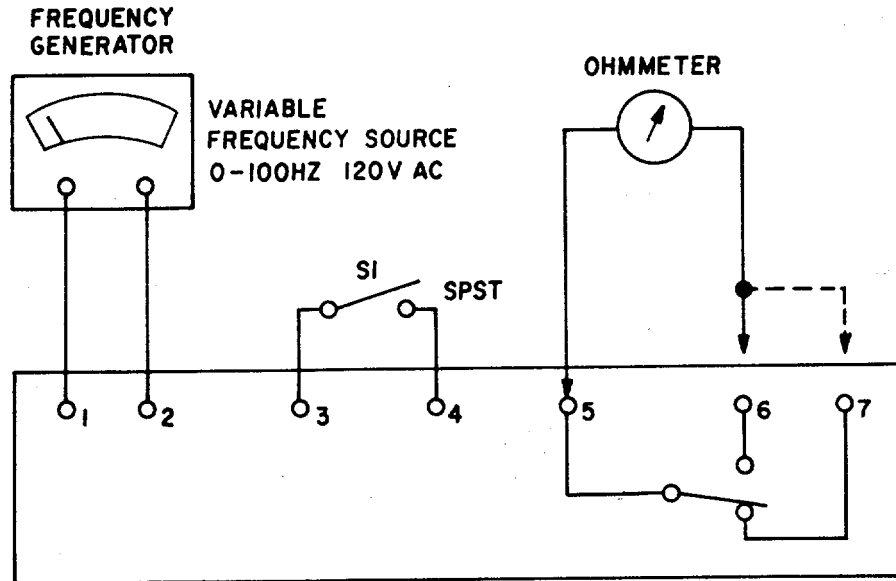 FREQUENCY
GENERATOR
OHMMETER
VARIABLE
FREQUENCY SOURCE
0-100HZ 120V AC
S1
SPST
1
2
3
4
5
6
7